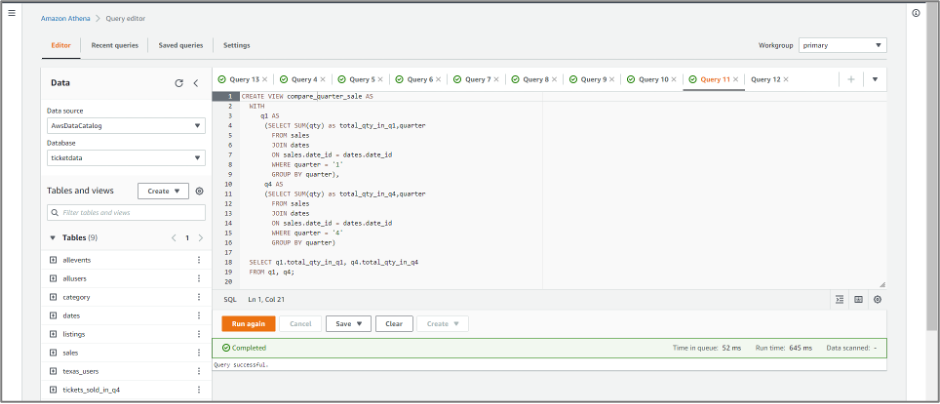 Amazon Athena > Query editor
Editor Recent queries Saved queries Settings
Workgroup primary
Data
Data source
AwsDataCatalog
Database
ticketdata
Tables and views Create
Filter tables and views
Tables (9) < 1 >
allevents
allusers
category
dates
listings
sales
texas_users
tickets_sold_in_q4
Query 13 Query 4 Query 5 Query 6 Query 7 Query 8 Query 9 Query 10 Query 11 Query 12
1 CREATE VIEW compare_quarter_sale AS
2 WITH
3 q1 AS
4 (SELECT SUM(qty) as total_qty_in_q1,quarter
5 FROM sales
6 JOIN dates
7 ON sales.date_id = dates.date_id
8 WHERE quarter = '1'
9 GROUP BY quarter),
10 q4 AS
11 (SELECT SUM(qty) as total_qty_in_q4,quarter
12 FROM sales
13 JOIN dates
14 ON sales.date_id = dates.date_id
15 WHERE quarter = '4'
16 GROUP BY quarter)
17
18 SELECT q1.total_qty_in_q1, q4.total_qty_in_q4
19 FROM q1, q4;
20
SQL Ln 1, Col 21
Run again Cancel Save Clear Create
Completed Time in queue: 52 ms Run time: 645 ms Data scanned: -
Query successful.